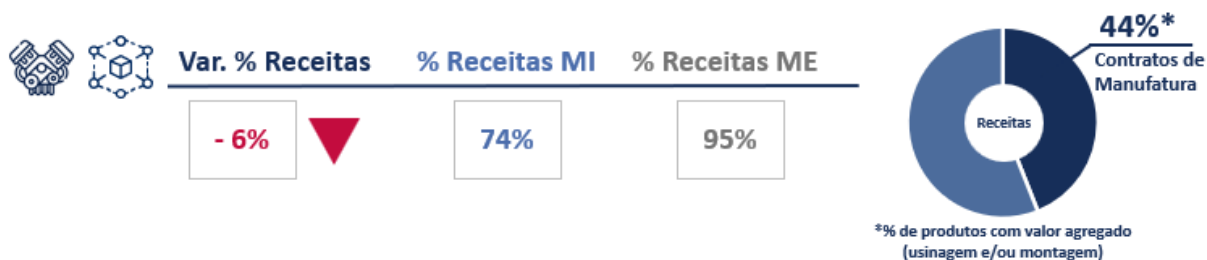 Var. % Receitas
% Receitas MI
% Receitas ME
- 6%
74%
95%
44%*
Contratos de
Manufatura
Receitas
*% de produtos com valor agregado
(usinagem e/ou montagem)